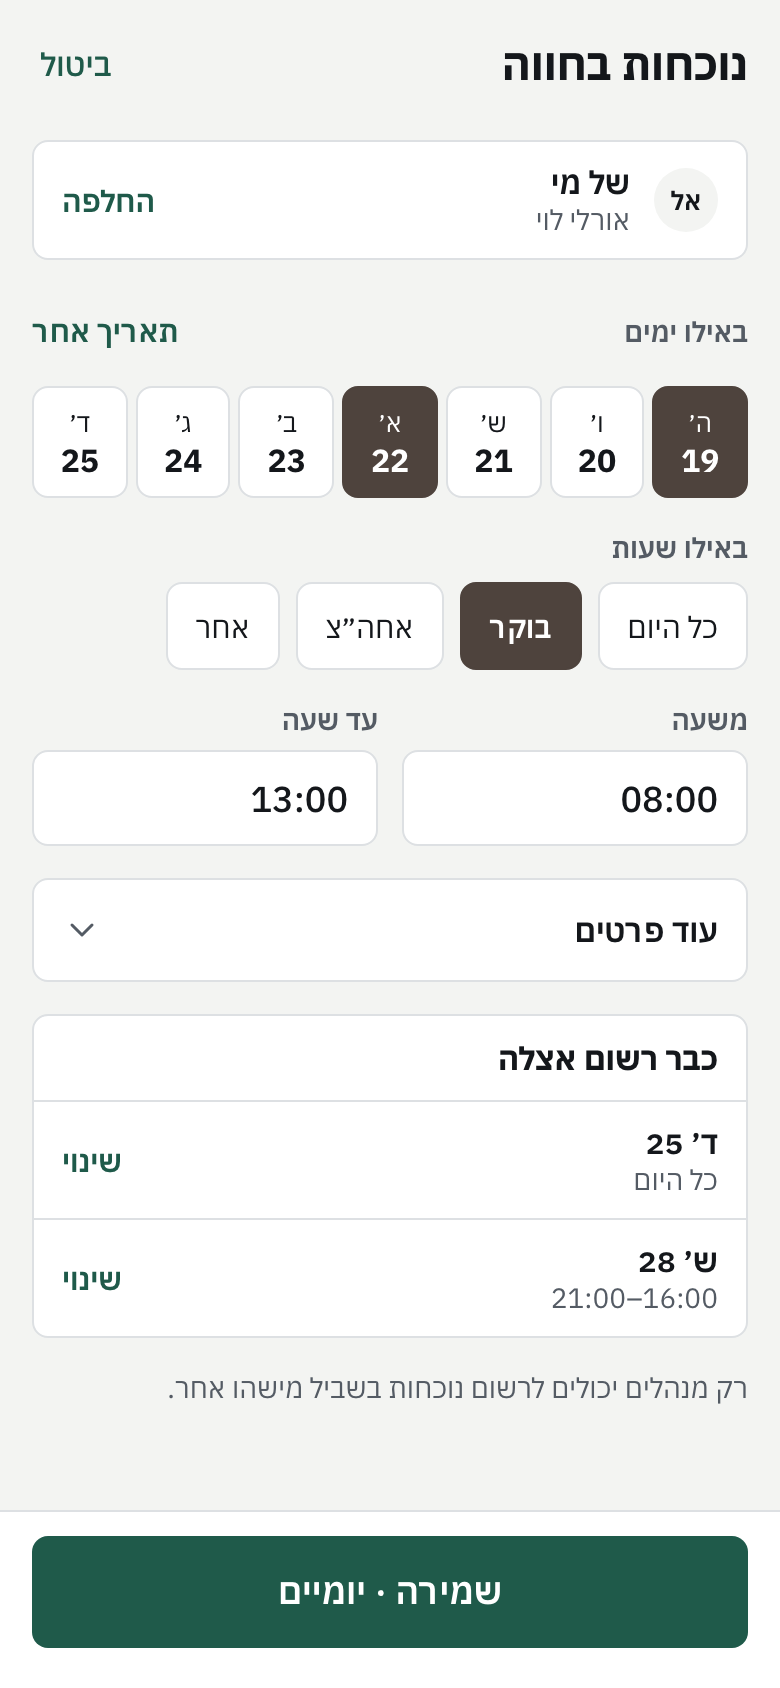 נוכחות בחווה
ביטול
אל
של מי
אורלי לוי
החלפה
באילו ימים
תאריך אחר
ה׳ 19
ו׳ 20
ש׳ 21
א׳ 22
ב׳ 23
ג׳ 24
ד׳ 25
באילו שעות
כל היום
בוקר
אחה״צ
אחר
משעה
עד שעה
08:00
13:00
עוד פרטים
כבר רשום אצלה
ד׳ 25
כל היום
שינוי
ש׳ 28
16:00–21:00
שינוי
רק מנהלים יכולים לרשום נוכחות בשביל מישהו אחר.
שמירה · יומיים